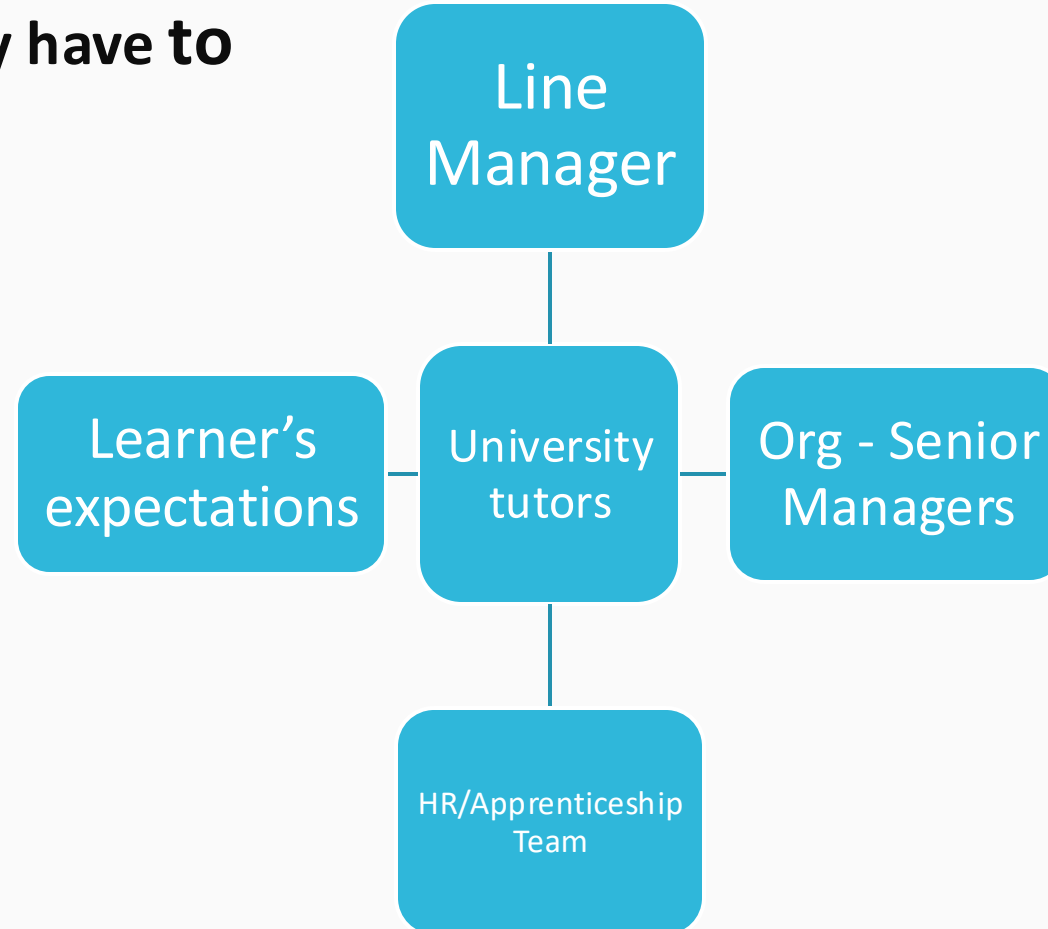 have to
Line
Manager
Learner’s
expectations
University
tutors
Org - Senior
Managers
HR/Apprenticeship
Team